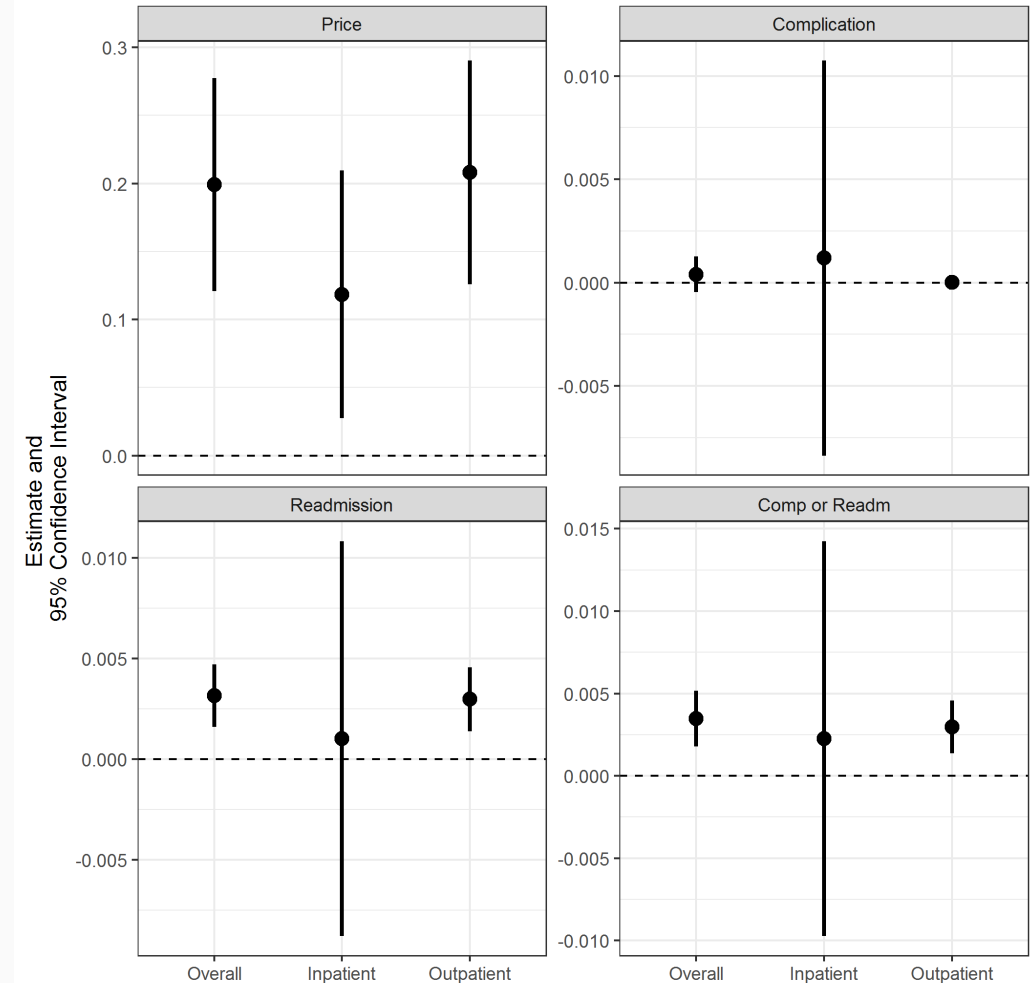 Price
Complication
0.3
0.2
0.1
0.0
0.010
0.005
0.000
-0.005
Estimate and
95% Confidence Interval
Readmission
Comp or Readm
0.010
0.005
0.000
-0.005
0.015
0.010
0.005
0.000
-0.005
-0.010
Overall Inpatient Outpatient
Overall Inpatient Outpatient